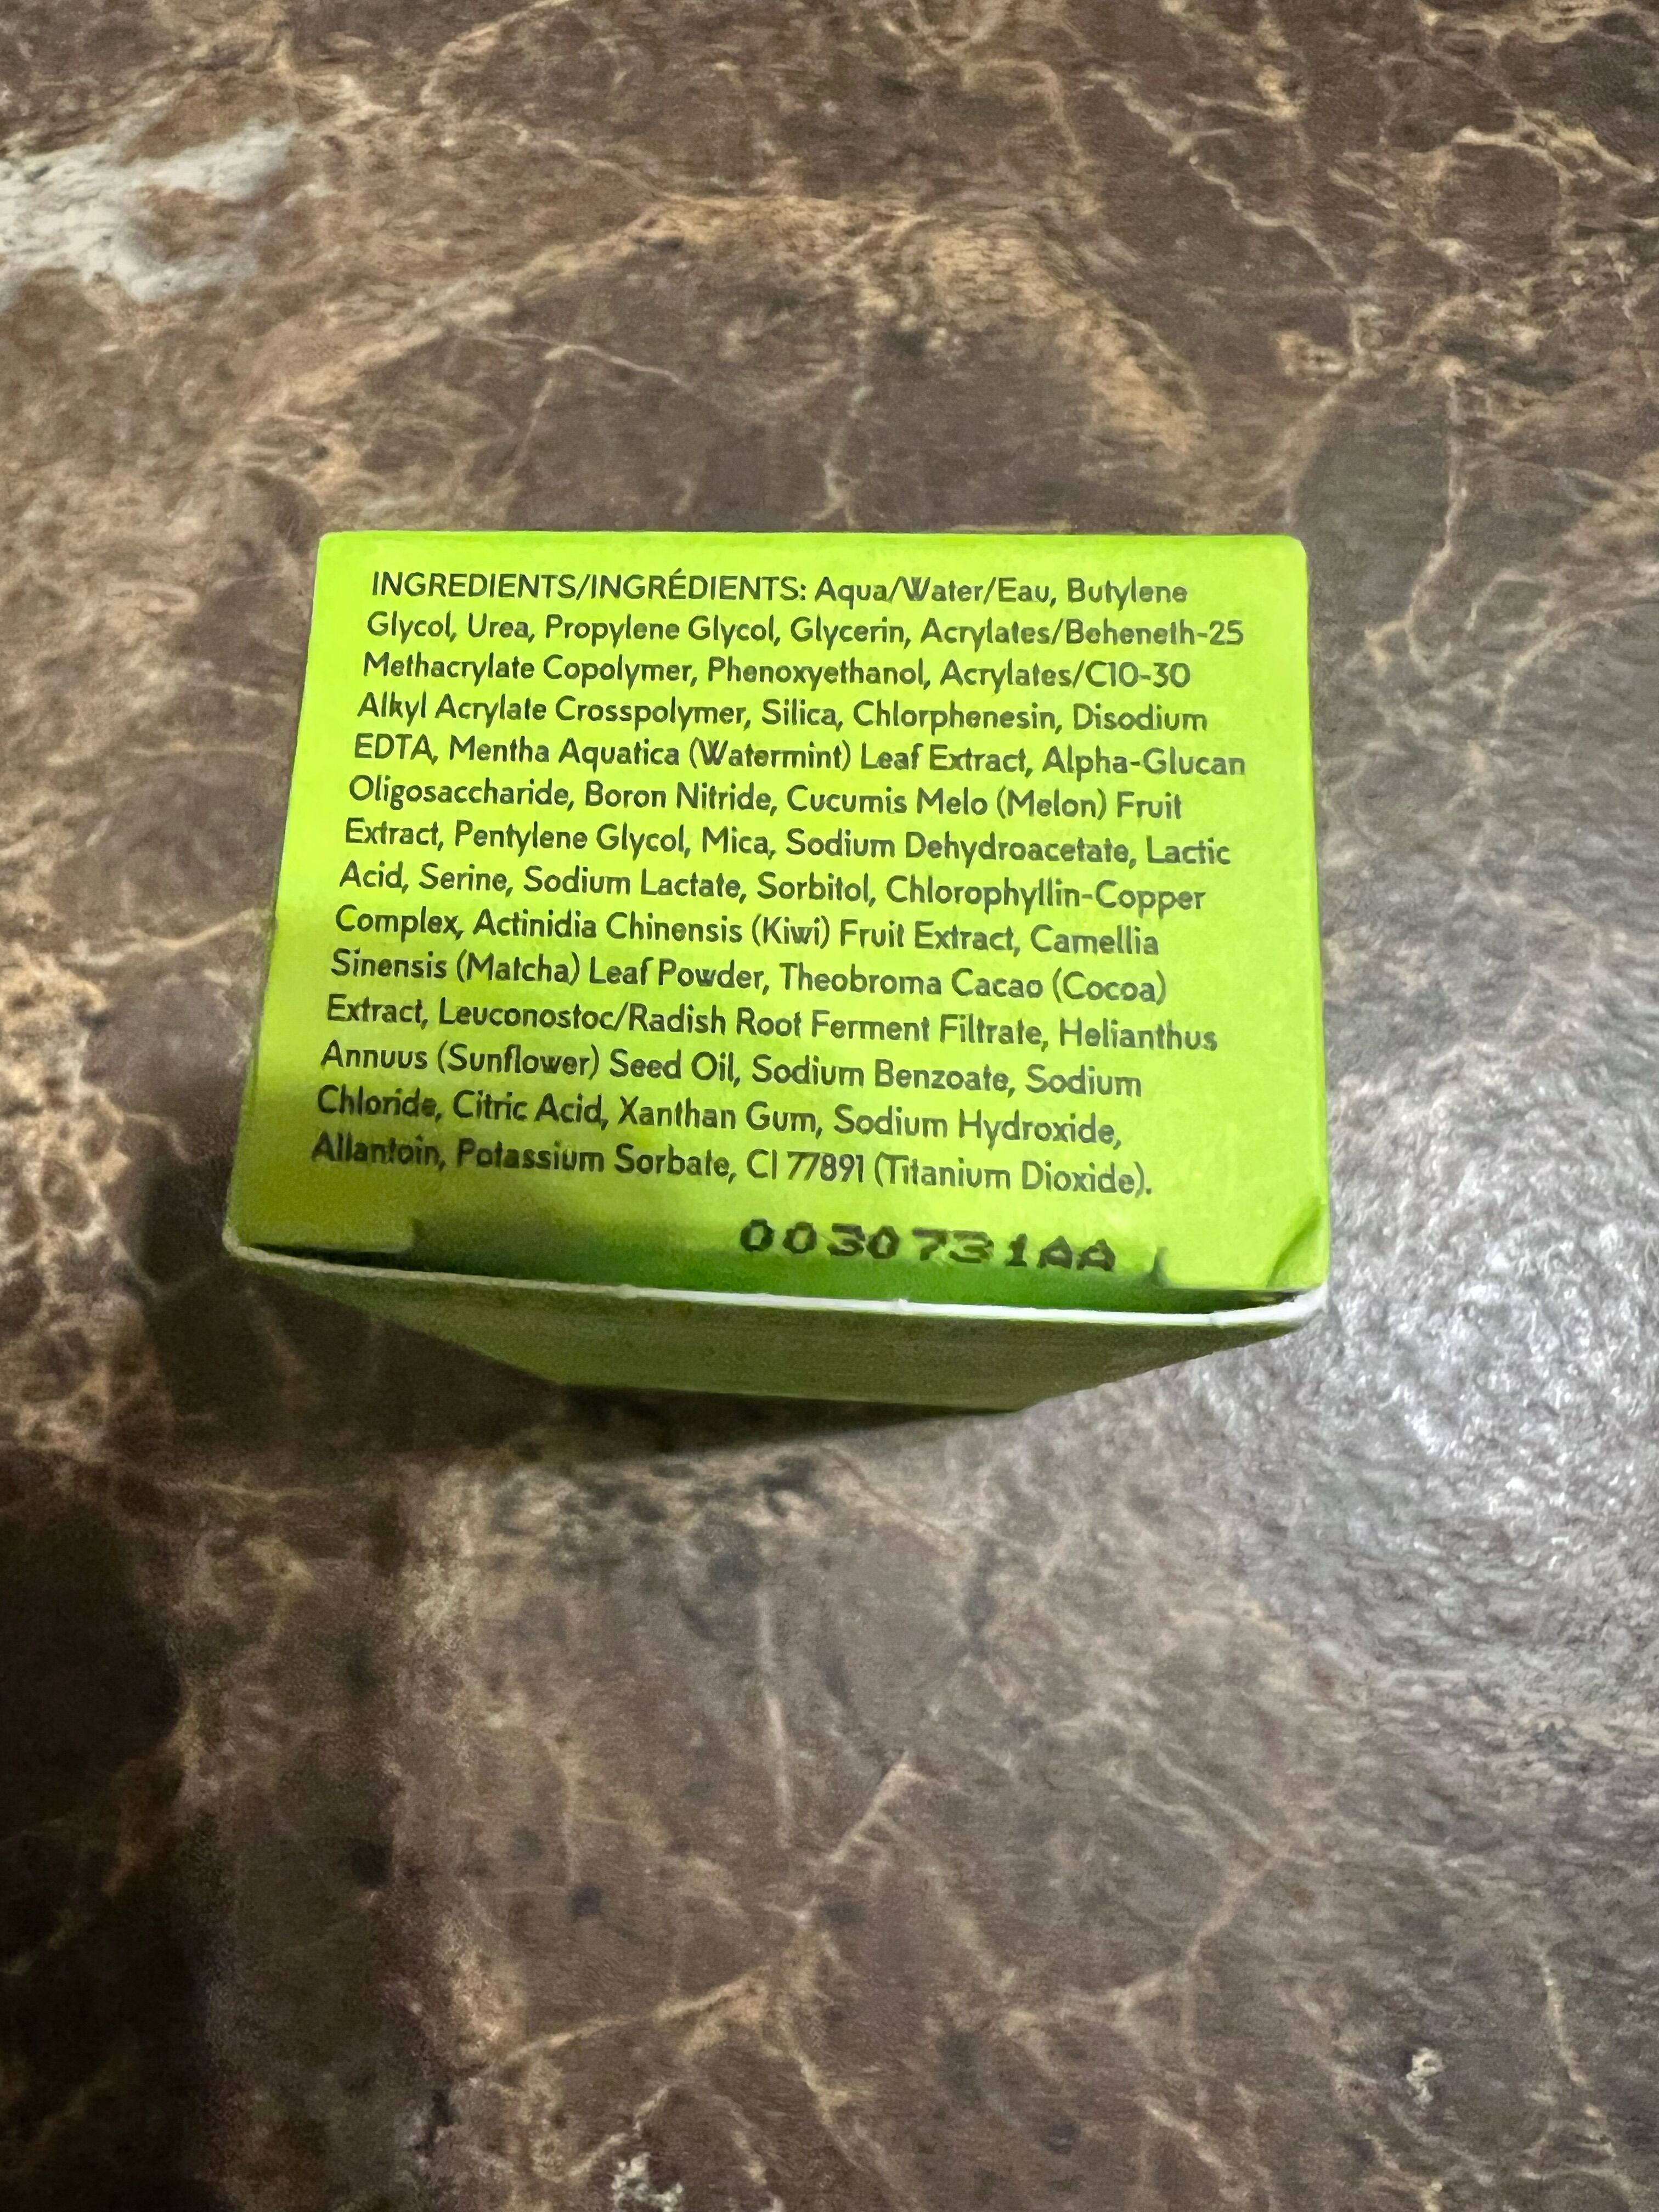 INGREDIENTS/INGRÉDIENTS: Aqua/Water/Eau, Butylene
Glycol, Urea, Propylene Glycol, Glycerin, Acrylates/Beheneth-25
Methacrylate Copolymer, Phenoxyethanol, Acrylates/C10-30
Alkyl Acrylate Crosspolymer, Silica, Chlorphenesin, Disodium
EDTA, Mentha Aquatica (Watermint) Leaf Extract, Alpha-Glucan
Oligosaccharide, Boron Nitride, Cucumis Melo (Melon) Fruit
Extract, Pentylene Glycol, Mica, Sodium Dehydroacetate, Lactic
Acid, Serine, Sodium Lactate, Sorbitol, Chlorophyllin-Copper
Complex, Actinidia Chinensis (Kiwi) Fruit Extract, Camellia
Sinensis (Matcha) Leaf Powder, Theobroma Cacao (Cocoa)
Extract, Leuconostoc/Radish Root Ferment Filtrate, Helianthus
Annuus (Sunflower) Seed Oil, Sodium Benzoate, Sodium
Chloride, Citric Acid, Xanthan Gum, Sodium Hydroxide,
Allantoin, Potassium Sorbate, CI 77891 (Titanium Dioxide).
0030731AA